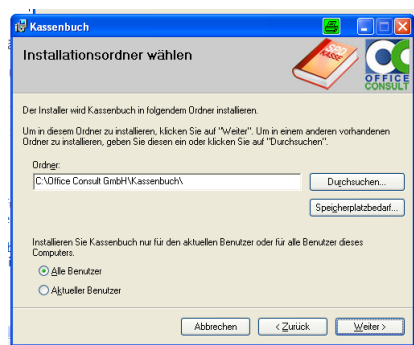 Kassenbuch
Installationsordner wählen
SPD
KASSE
OFFICE
CONSULT
Der Installer wird Kassenbuch in folgendem Ordner installieren.
Um in diesem Ordner zu installieren, klicken Sie auf "Weiter". Um in einem anderen vorhandenen
Ordner zu installieren, geben Sie diesen ein oder klicken Sie auf "Durchsuchen".
Ordner:
C:\Office Consult GmbH\Kassenbuch\
Durchsuchen...
Speicherplatzbedarf...
Installieren Sie Kassenbuch nur für den aktuellen Benutzer oder für alle Benutzer dieses
Computers.
Alle Benutzer
Aktueller Benutzer
Abbrechen
< Zurück
Weiter >